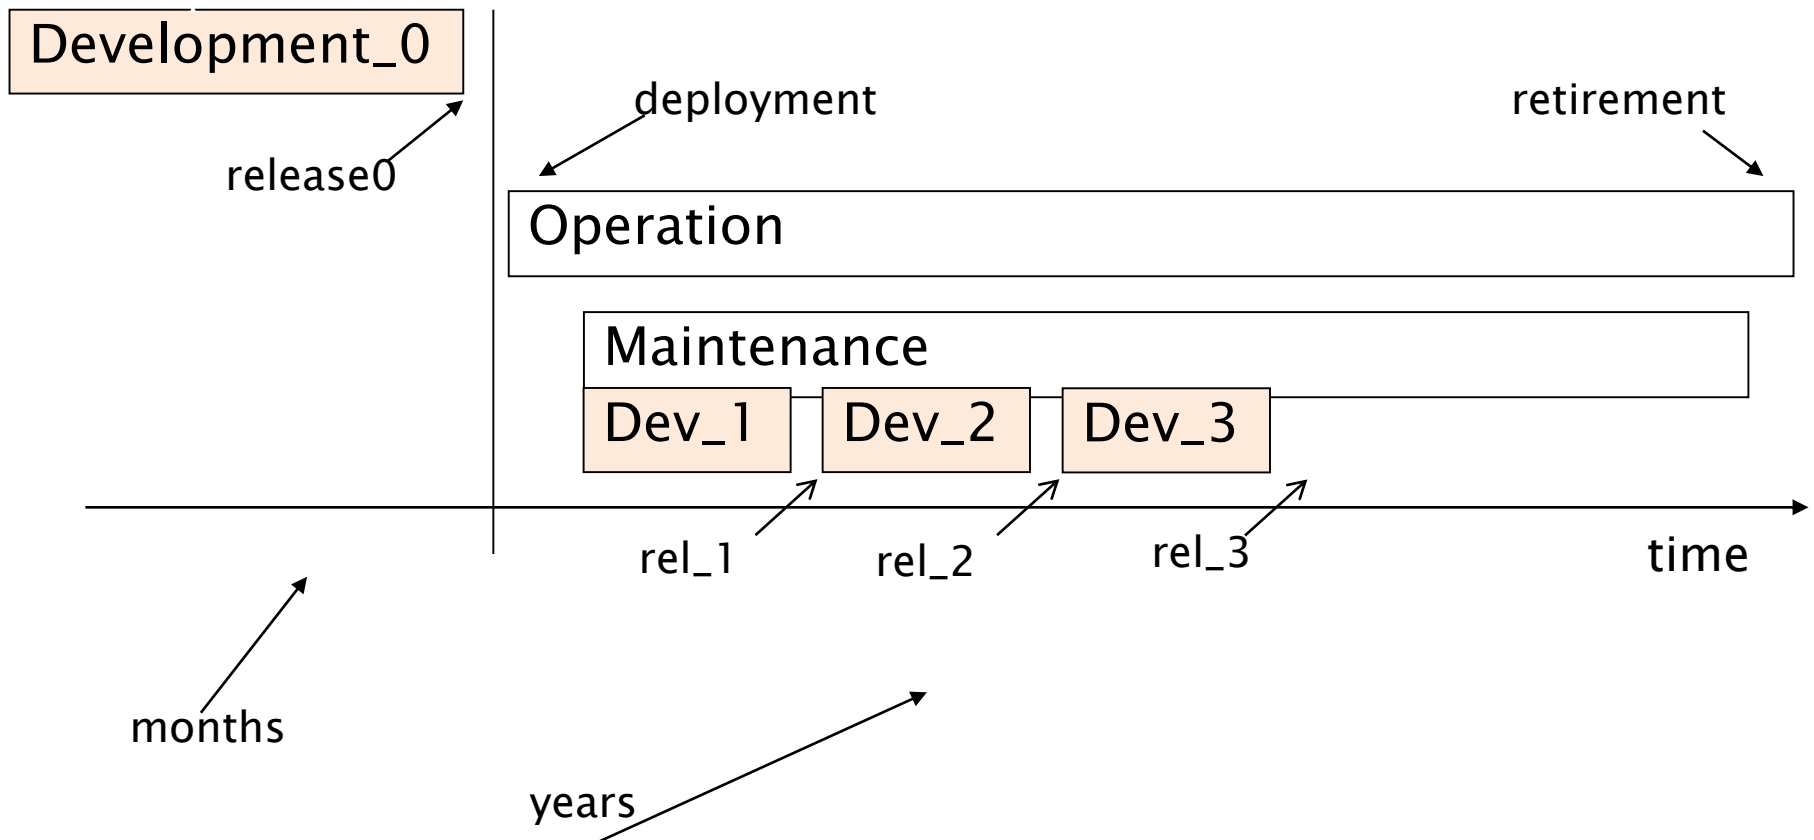 Development_0
deployment
retirement
release0
Operation
Maintenance
Dev_1
Dev_2
Dev_3
rel_1
rel_2
rel_3
time
months
years